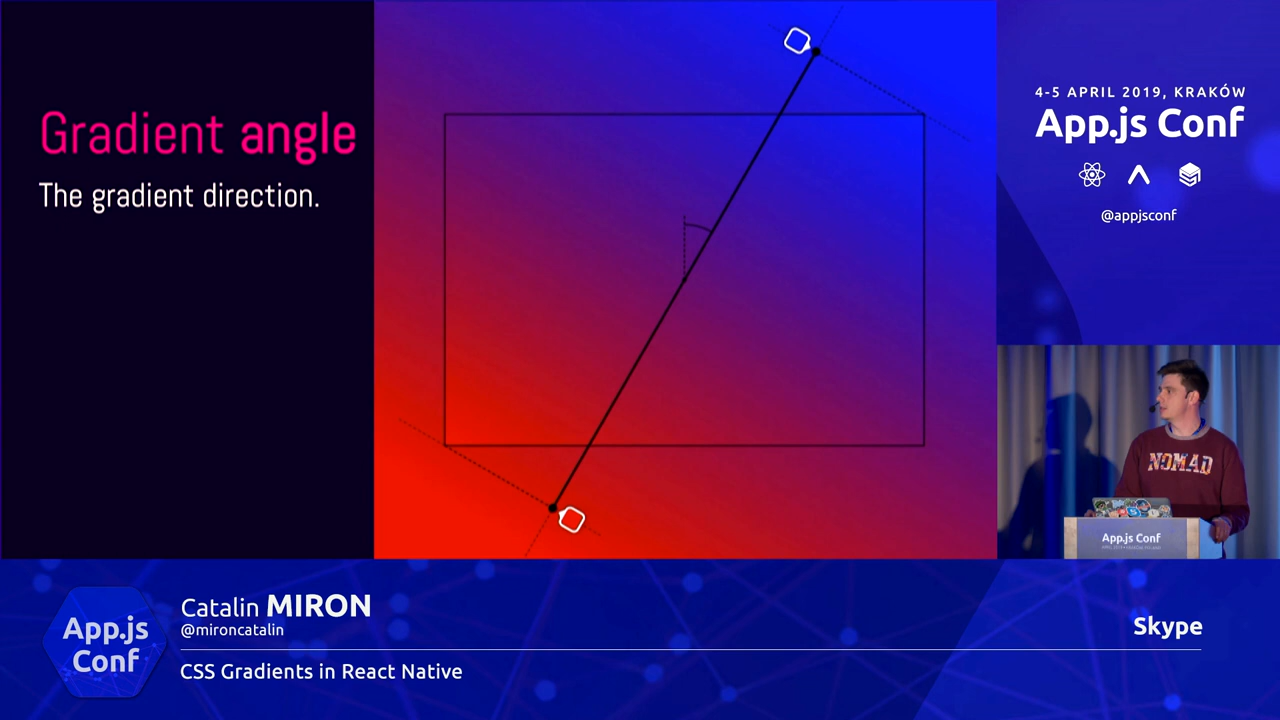 Gradient angle
The gradient direction.
4-5 APRIL 2019, KRAKÓW
App.js Conf
@appjsconf
NOMAD
App.js Conf
App.js
Conf
Catalin MIRON
@mironcatalin
CSS Gradients in React Native
Skype